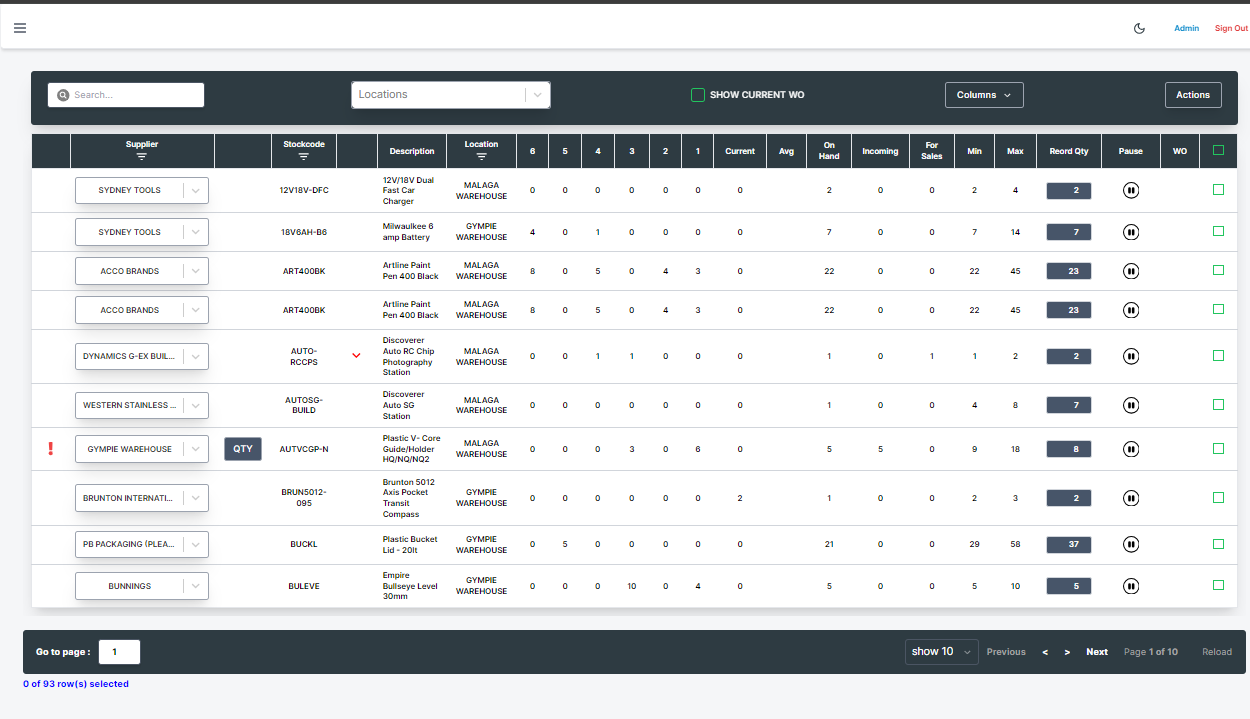 Admin Sign Out
Search... Locations SHOW CURRENT WO Columns Actions
Supplier Stockcode Description Location 6 5 4 3 2 1 Current Avg On Hand Incoming For Sales Min Max Reord Qty Pause WO
SYDNEY TOOLS 12V18V-DFC 12V/18V Dual Fast Car Charger MALAGA WAREHOUSE 0 0 0 0 0 0 0 2 0 0 2 4 2
SYDNEY TOOLS 18V6AH-B6 Milwaulkee 6 amp Battery GYMPIE WAREHOUSE 4 0 1 0 0 0 0 7 0 0 7 14 7
ACCO BRANDS ART400BK Artline Paint Pen 400 Black MALAGA WAREHOUSE 8 0 5 0 4 3 0 22 0 0 22 45 23
ACCO BRANDS ART400BK Artline Paint Pen 400 Black MALAGA WAREHOUSE 8 0 5 0 4 3 0 22 0 0 22 45 23
DYNAMICS G-EX BUIL... AUTO-RCCPS Discoverer Auto RC Chip Photography Station MALAGA WAREHOUSE 0 0 1 1 0 0 0 1 0 1 1 2 2
WESTERN STAINLESS ... AUTOSG-BUILD Discoverer Auto SG Station MALAGA WAREHOUSE 0 0 0 0 0 0 0 1 0 0 4 8 7
! GYMPIE WAREHOUSE QTY AUTVCGP-N Plastic V- Core Guide/Holder HQ/NQ/NQ2 MALAGA WAREHOUSE 0 0 0 3 0 6 0 5 5 0 9 18 8
BRUNTON INTERNATI... BRUN5012-095 Brunton 5012 Axis Pocket Transit Compass GYMPIE WAREHOUSE 0 0 0 0 0 0 2 1 0 0 2 3 2
PB PACKAGING (PLEA... BUCKL Plastic Bucket Lid - 20lt GYMPIE WAREHOUSE 0 5 0 0 0 0 0 21 0 0 29 58 37
BUNNINGS BULEVE Empire Bullseye Level 30mm GYMPIE WAREHOUSE 0 0 0 10 0 4 0 5 0 0 5 10 5
Go to page : 1 show 10 Previous < > Next Page 1 of 10 Reload
0 of 93 row(s) selected